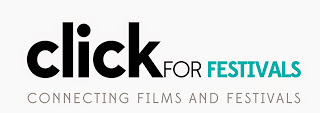 click FOR FESTIVALS
CONNECTING FILMS AND FESTIVALS